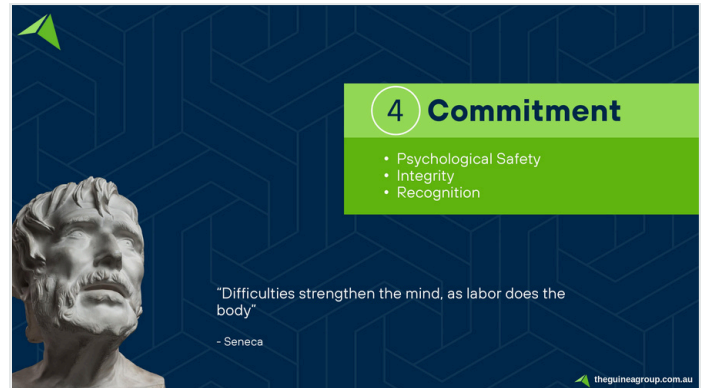 4 Commitment
• Psychological Safety
• Integrity
• Recognition
“Difficulties strengthen the mind, as labor does the
body”
- Seneca
theguineagroup.com.au